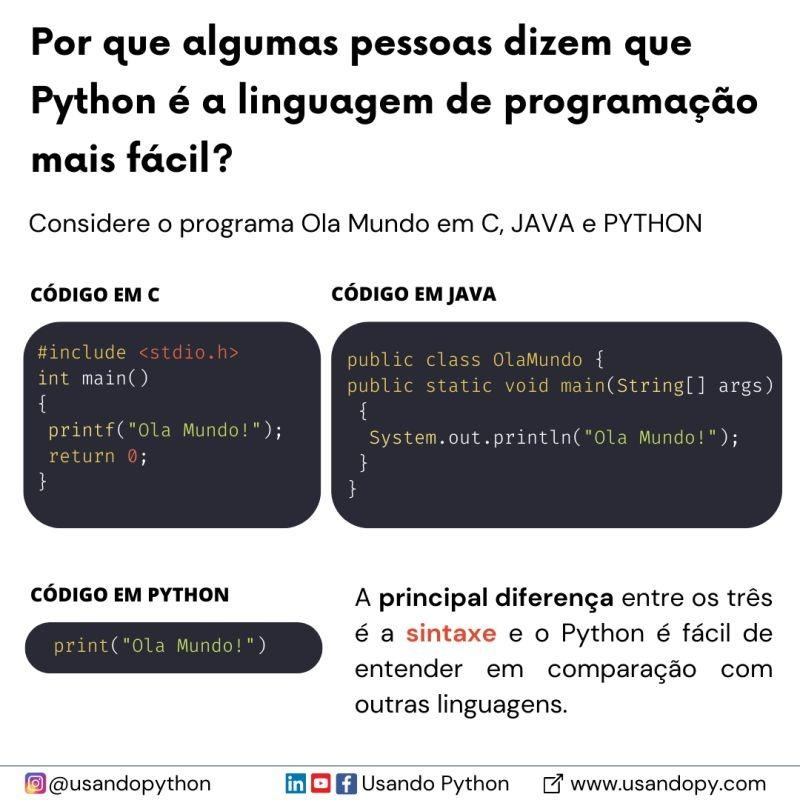 Por que algumas pessoas dizem que
Python é a linguagem de programação
mais fácil?
Considere o programa Ola Mundo em C, JAVA e PYTHON
CÓDIGO EM C
#include <stdio.h>
int main()
{
printf("Ola Mundo!");
return 0;
}
CÓDIGO EM JAVA
public class OlaMundo {
public static void main(String[] args)
{
System.out.println("Ola Mundo!");
}
}
CÓDIGO EM PYTHON
print("Ola Mundo!")
A principal diferença entre os três
é a sintaxe e o Python é fácil de
entender em comparação com
outras linguagens.
@usandopython
Usando Python
www.usandopy.com